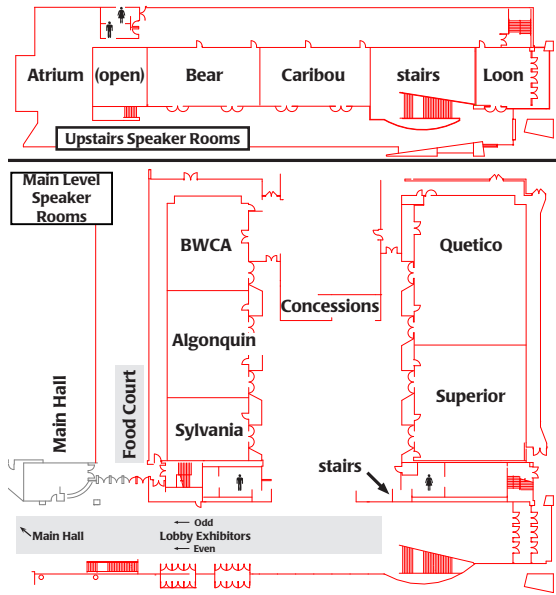 Atrium
(open)
Bear
Caribou
stairs
Loon
Upstairs Speaker Rooms
Main Level
Speaker
Rooms
BWCA
Quetico
Concessions
Algonquin
Main Hall
Food Court
Superior
Sylvania
stairs
Odd
Main Hall
Lobby Exhibitors
Even